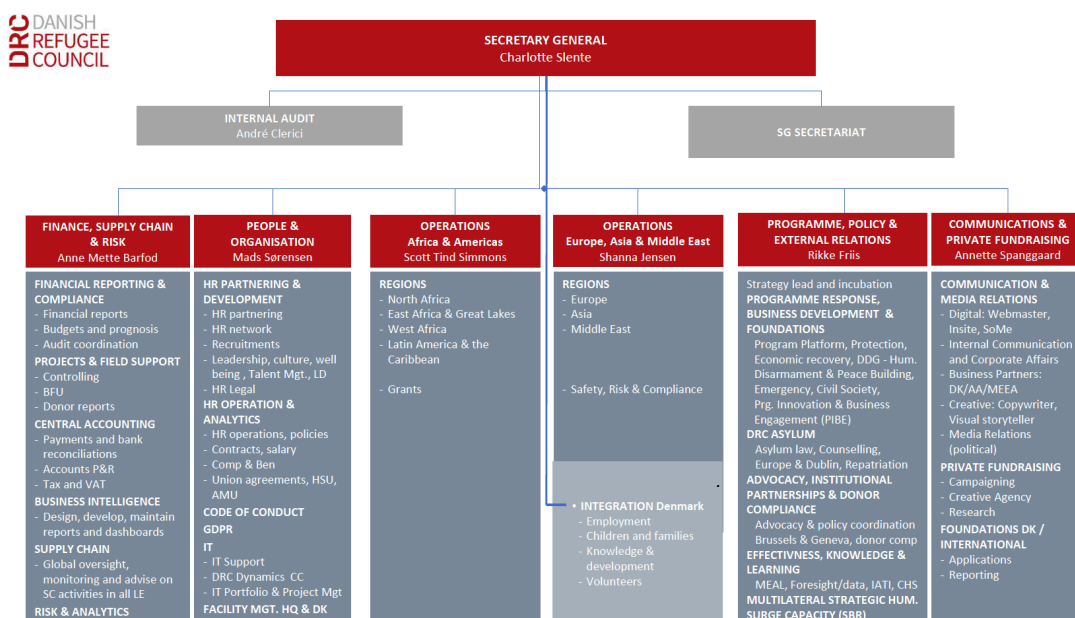 DRC DANISH
REFUGEE
COUNCIL
SECRETARY GENERAL
Charlotte Slente
INTERNAL AUDIT
André Clerici
SG SECRETARIAT
FINANCE, SUPPLY CHAIN
& RISK
Anne Mette Barfod
FINANCIAL REPORTING &
COMPLIANCE
- Financial reports
- Budgets and prognosis
- Audit coordination
PROJECTS & FIELD SUPPORT
- Controlling
- BFU
- Donor reports
CENTRAL ACCOUNTING
- Payments and bank
reconciliations
- Accounts P&R
- Tax and VAT
BUSINESS INTELLIGENCE
- Design, develop, maintain
reports and dashboards
SUPPLY CHAIN
- Global oversight,
monitoring and advise on
SC activities in all LE
RISK & ANALYTICS
PEOPLE &
ORGANISATION
Mads Sørensen
HR PARTNERING &
DEVELOPMENT
- HR partnering
- HR network
- Recruitments
- Leadership, culture, well
being , Talent Mgt., LD
- HR Legal
HR OPERATION &
ANALYTICS
- HR operations, policies
- Contracts, salary
- Comp & Ben
- Union agreements, HSU,
AMU
CODE OF CONDUCT
GDPR
IT
- IT Support
- DRC Dynamics CC
- IT Portfolio & Project Mgt
FACILITY MGT. HQ & DK
OPERATIONS
Africa & Americas
Scott Tind Simmons
REGIONS
- North Africa
- East Africa & Great Lakes
- West Africa
- Latin America & the
Caribbean
- Grants
OPERATIONS
Europe, Asia & Middle East
Shanna Jensen
REGIONS
- Europe
- Asia
- Middle East
- Safety, Risk & Compliance
• INTEGRATION Denmark
- Employment
- Children and families
- Knowledge &
development
- Volunteers
PROGRAMME, POLICY &
EXTERNAL RELATIONS
Rikke Friis
Strategy lead and incubation
PROGRAMME RESPONSE,
BUSINESS DEVELOPMENT &
FOUNDATIONS
Program Platform, Protection,
Economic recovery, DDG - Hum.
Disarmament & Peace Building,
Emergency, Civil Society,
Prg. Innovation & Business
Engagement (PIBE)
DRC ASYLUM
Asylum law, Counselling,
Europe & Dublin, Repatriation
ADVOCACY, INSTITUTIONAL
PARTNERSHIPS & DONOR
COMPLIANCE
Advocacy & policy coordination
Brussels & Geneva, donor comp
EFFECTIVNESS, KNOWLEDGE &
LEARNING
MEAL, Foresight/data, IATI, CHS
MULTILATERAL STRATEGIC HUM.
SURGE CAPACITY (SBR)
COMMUNICATIONS &
PRIVATE FUNDRAISING
Annette Spanggaard
COMMUNICATION &
MEDIA RELATIONS
- Digital: Webmaster,
Insite, SoMe
- Internal Communication
and Corporate Affairs
- Business Partners:
DK/AA/MEEA
- Creative: Copywriter,
Visual storyteller
- Media Relations
(political)
PRIVATE FUNDRAISING
- Campaigning
- Creative Agency
- Research
FOUNDATIONS DK /
INTERNATIONAL
- Applications
- Reporting